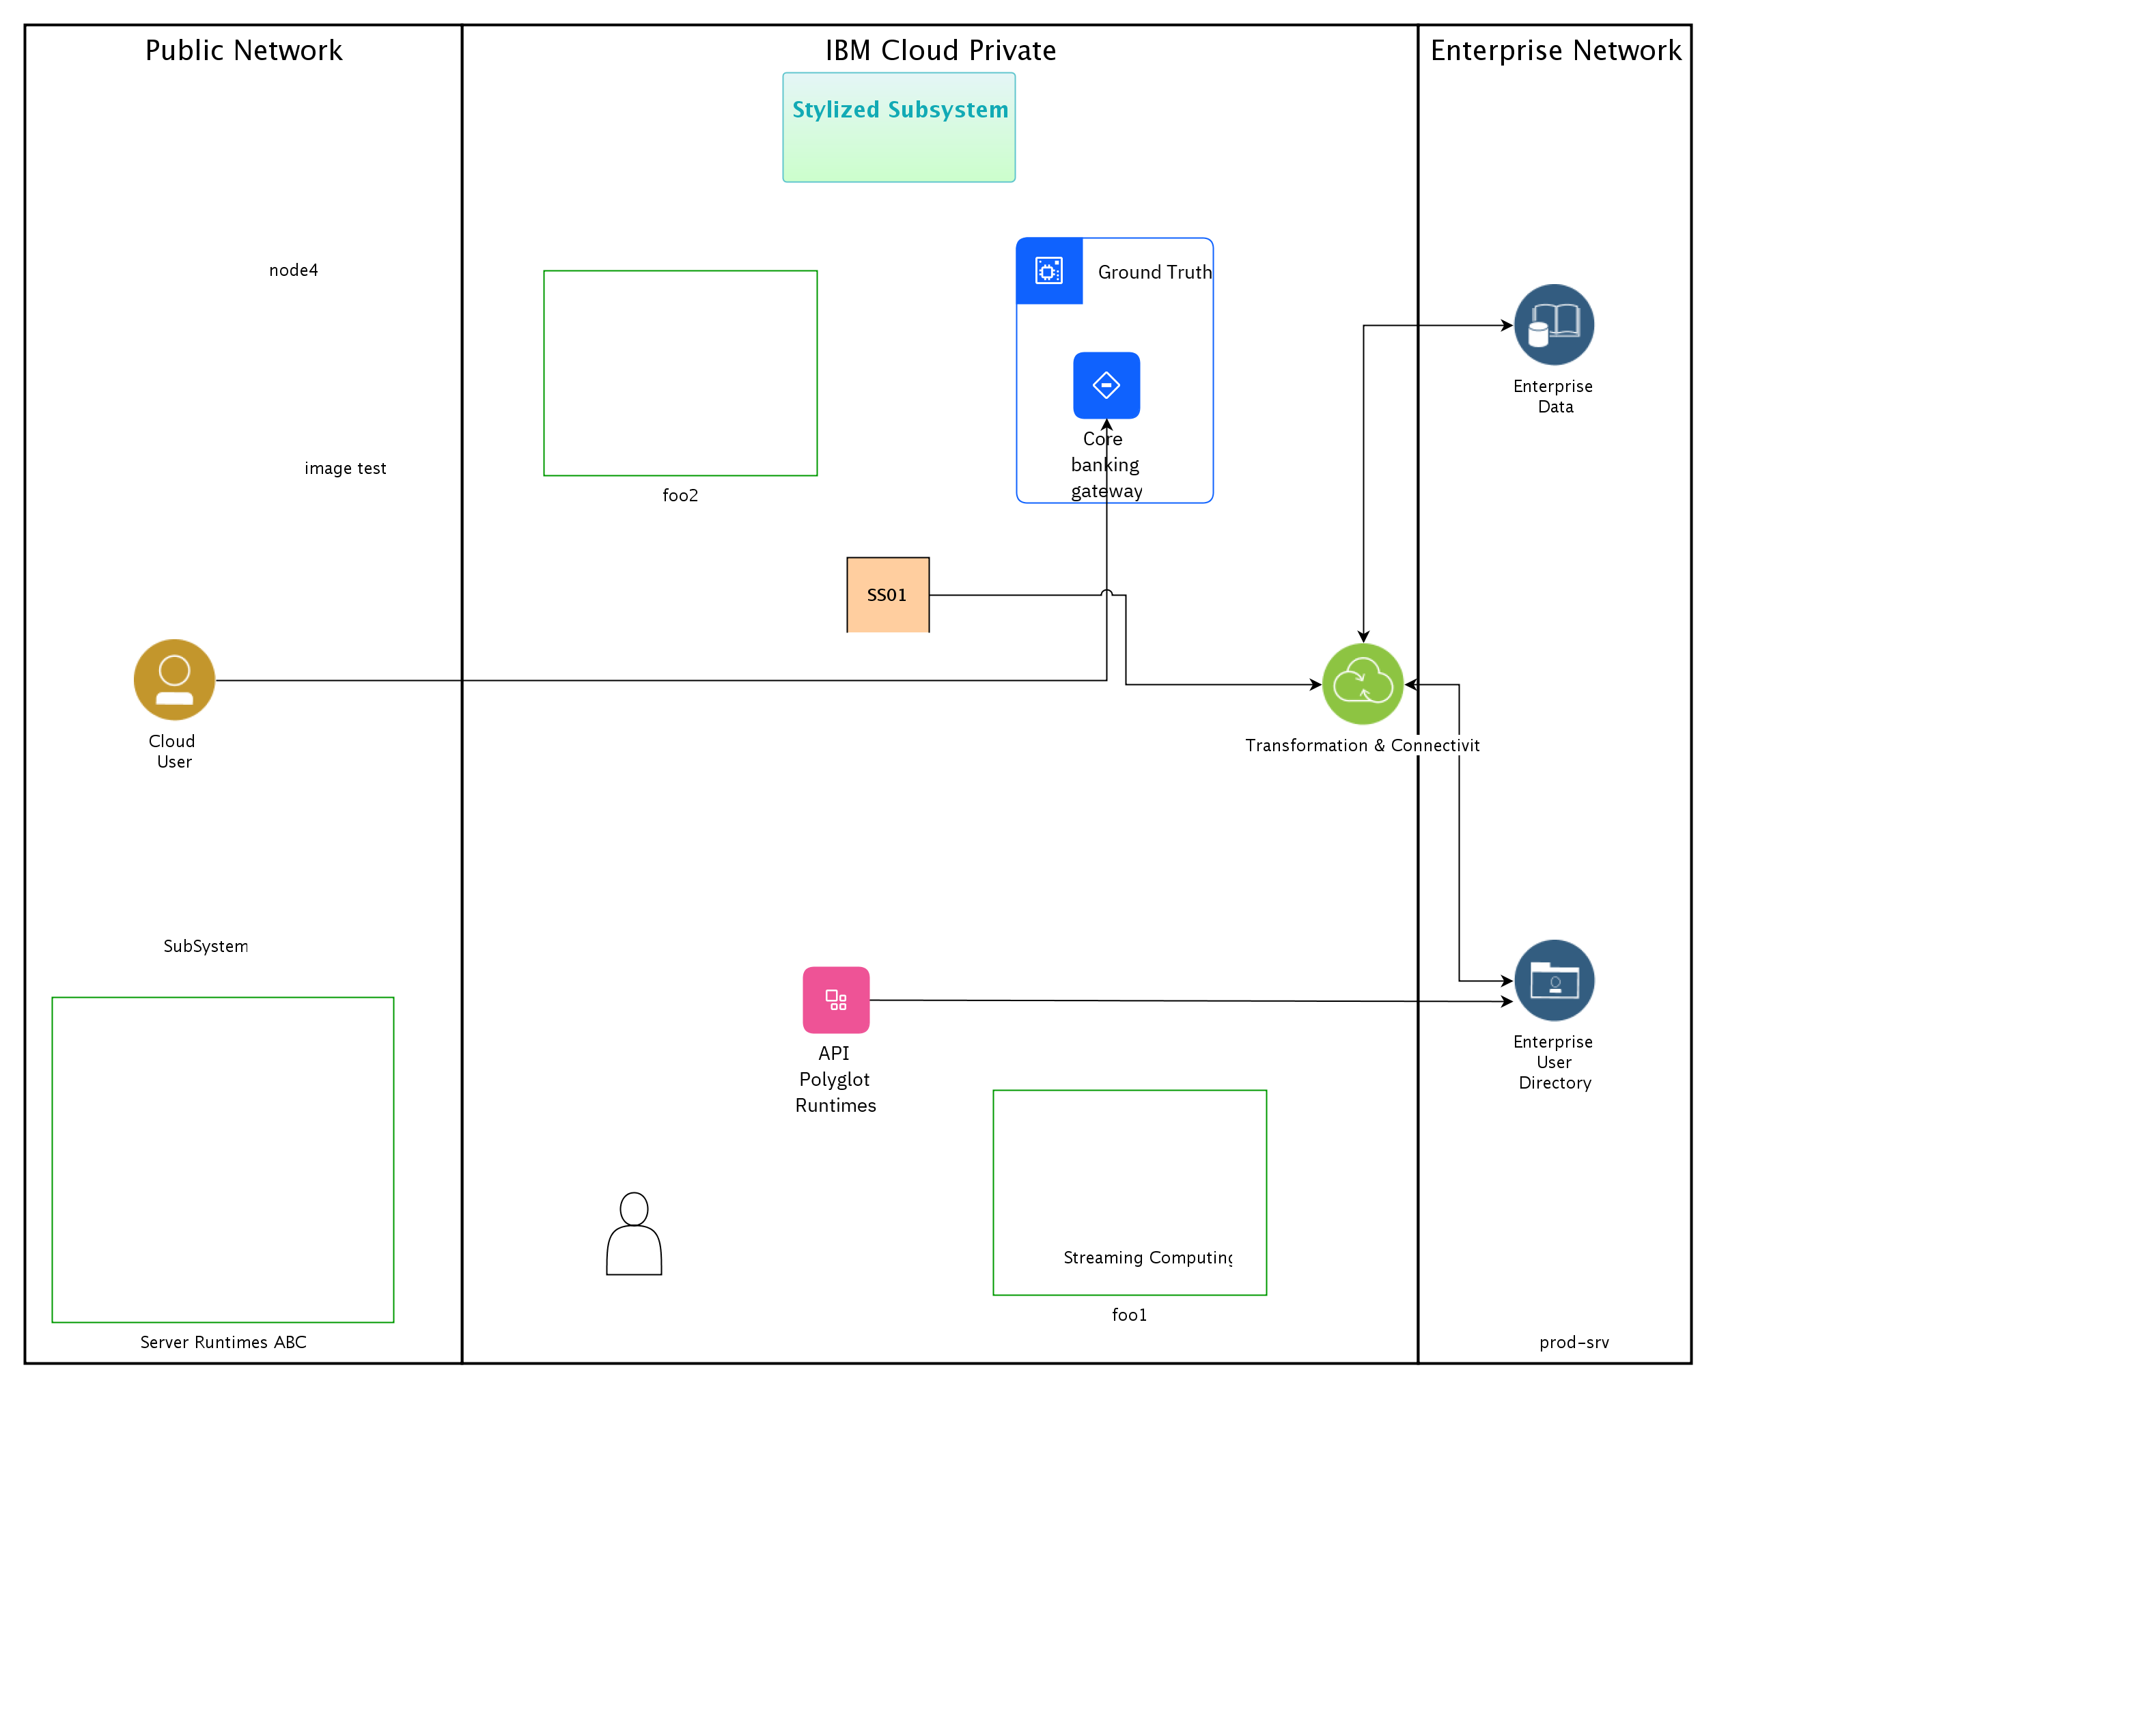 Public Network
IBM Cloud Private
Enterprise Network
Stylized Subsystem
node4
Ground Truth
Enterprise
Data
image test
Core
banking
gateway
foo2
SS01
Cloud
User
Transformation & Connectivit
SubSystem
API
Polyglot
Runtimes
Enterprise
User
Directory
Streaming Computing
foo1
Server Runtimes ABC
prod-srv